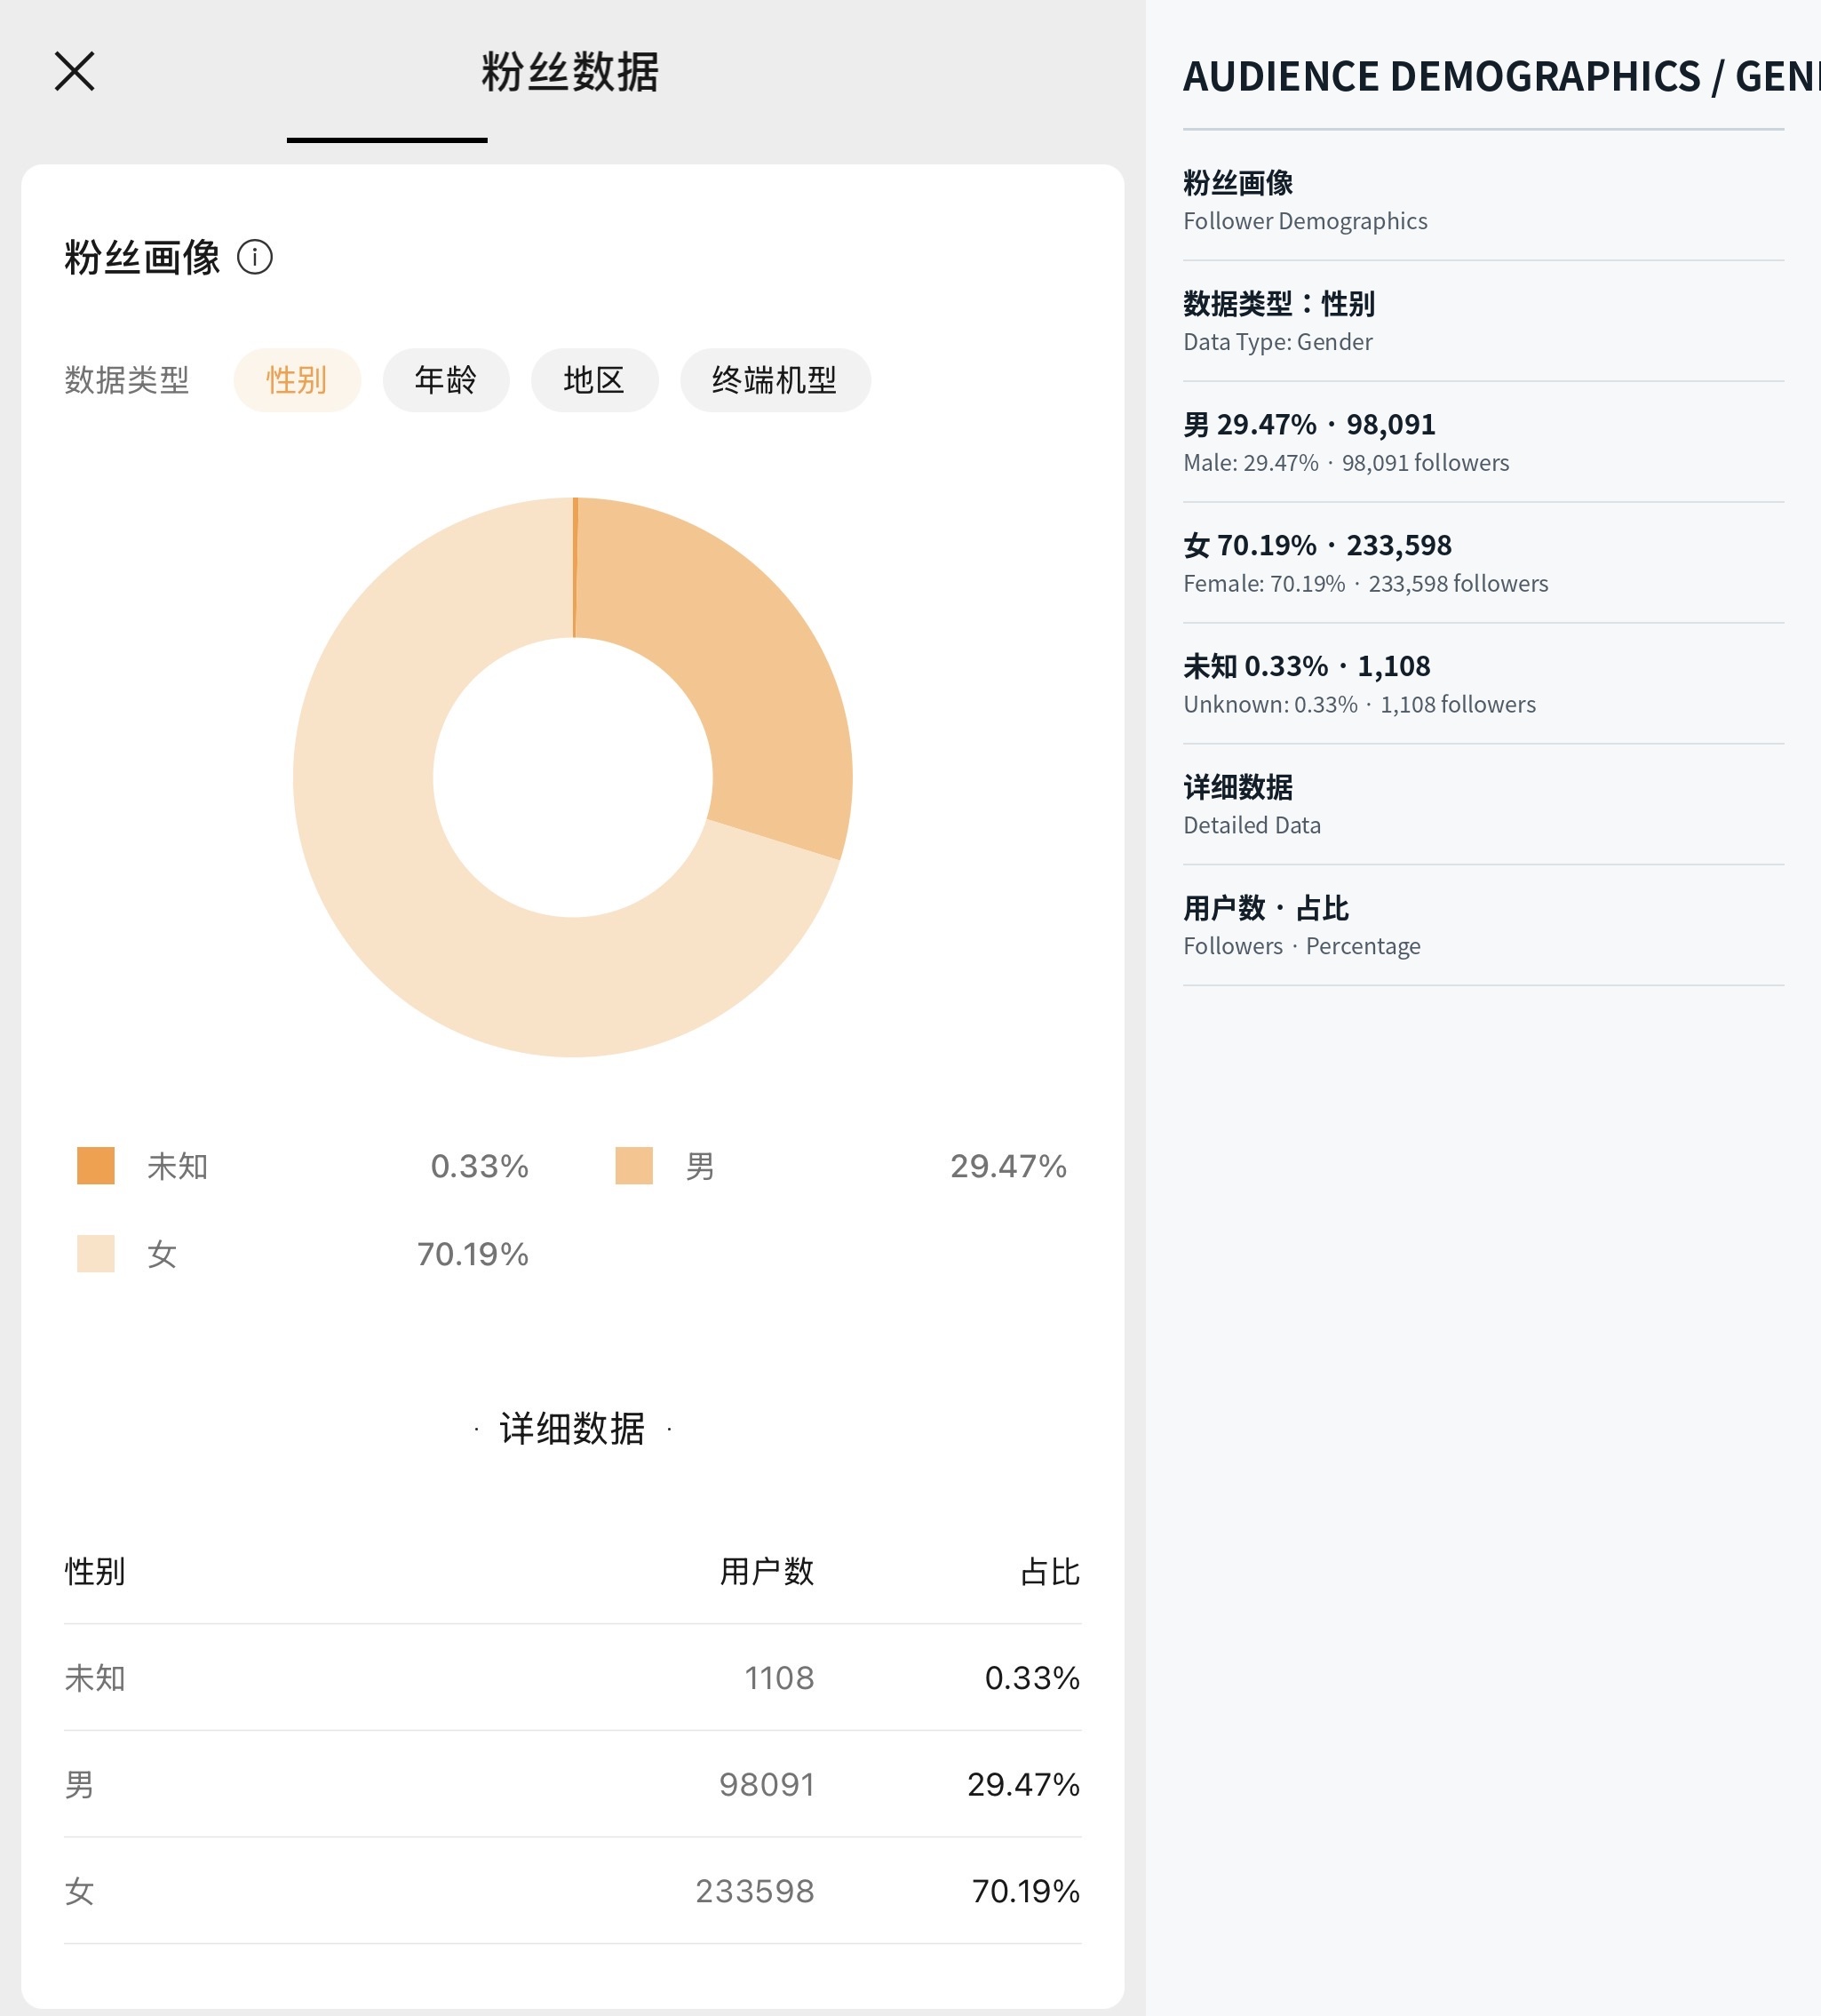 粉丝数据
粉丝画像
数据类型 性别 年龄 地区 终端机型
未知 0.33% 男 29.47%
女 70.19%
· 详细数据 ·
性别 用户数 占比
未知 1108 0.33%
男 98091 29.47%
女 233598 70.19%
AUDIENCE DEMOGRAPHICS /
粉丝画像
Follower Demographics
数据类型：性别
Data Type: Gender
男 29.47% · 98,091
Male: 29.47% · 98,091 followers
女 70.19% · 233,598
Female: 70.19% · 233,598 followers
未知 0.33% · 1,108
Unknown: 0.33% · 1,108 followers
详细数据
Detailed Data
用户数 · 占比
Followers · Percentage